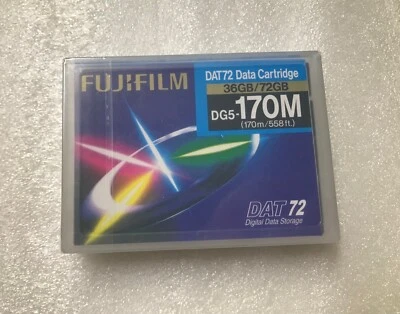 FUJIFILM
DAT72 Data Cartridge
36GB/72GB
DG5-170M
(170m/558ft.)
DAT 72
Digital Data Storage